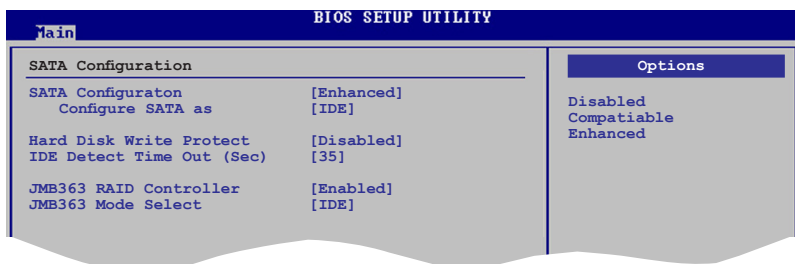 BIOS SETUP UTILITY
Main
SATA Configuration
SATA Configuraton [Enhanced]
Configure SATA as [IDE]
Hard Disk Write Protect [Disabled]
IDE Detect Time Out (Sec) [35]
JMB363 RAID Controller [Enabled]
JMB363 Mode Select [IDE]
Options
Disabled
Compatiable
Enhanced